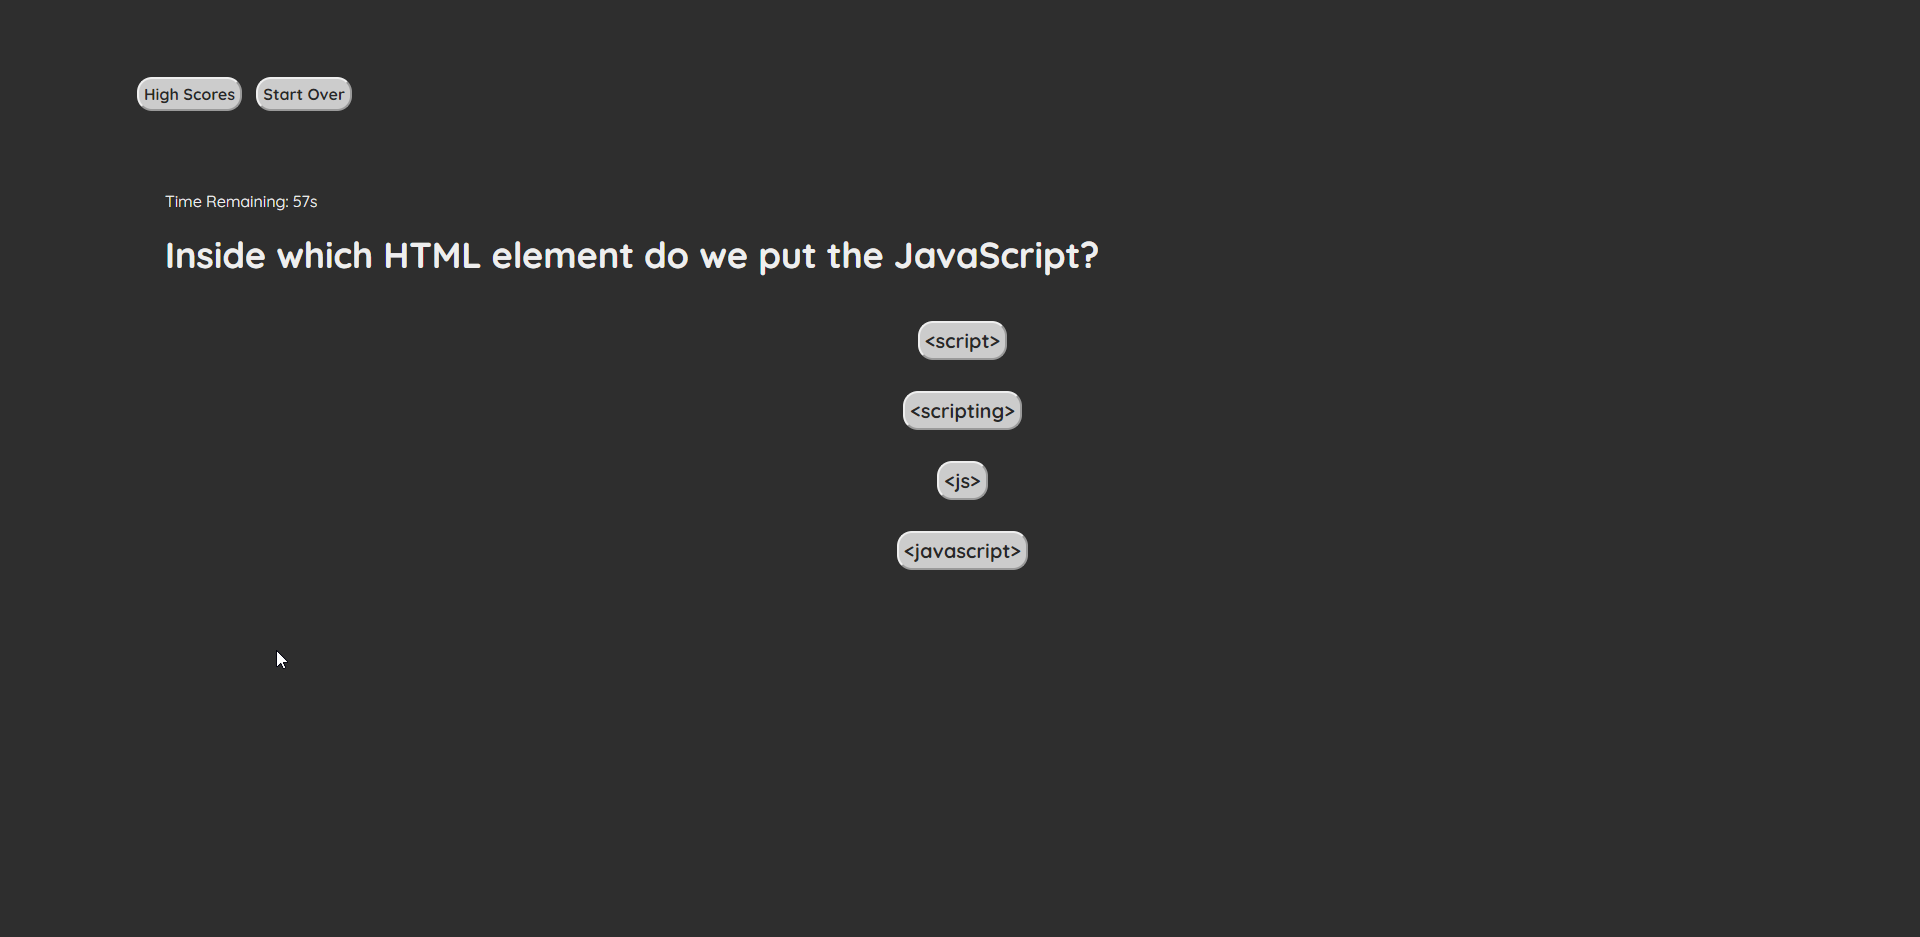 High Scores Start Over
Time Remaining: 57s
Inside which HTML element do we put the JavaScript?
<script>
<scripting>
<js>
<javascript>